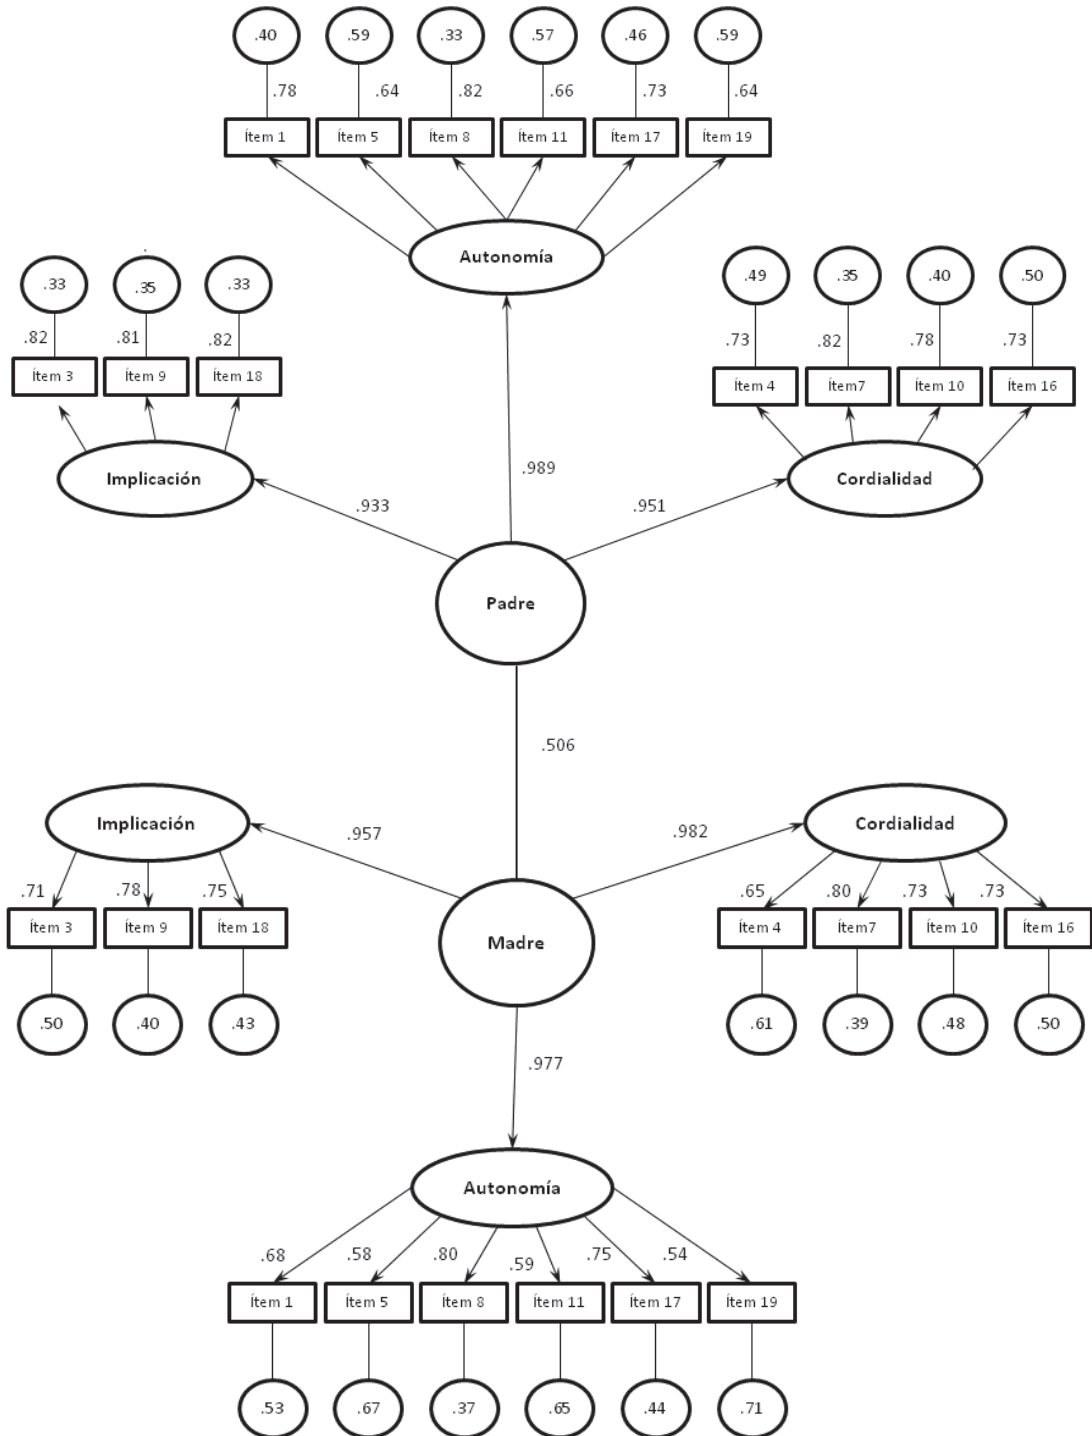 .40 .59 .33 .57 .46 .59
.78 .64 .82 .66 .73 .64
Ítem 1 Ítem 5 Ítem 8 Ítem 11 Ítem 17 Ítem 19
Autonomía
.33 .35 .33
.82 .81 .82
Ítem 3 Ítem 9 Ítem 18
Implicación
.49 .35 .40 .50
.73 .82 .78 .73
Ítem 4 Ítem7 Ítem 10 Ítem 16
Cordialidad
.933 .989 .951
Padre
.506
Implicación
.957
.71 .78 .75
Ítem 3 Ítem 9 Ítem 18
.50 .40 .43
Cordialidad
.982
.65 .80 .73 .73
Ítem 4 Ítem7 Ítem 10 Ítem 16
.61 .39 .48 .50
Madre
.977
Autonomía
.68 .58 .80 .59 .75 .54
Ítem 1 Ítem 5 Ítem 8 Ítem 11 Ítem 17 Ítem 19
.53 .67 .37 .65 .44 .71